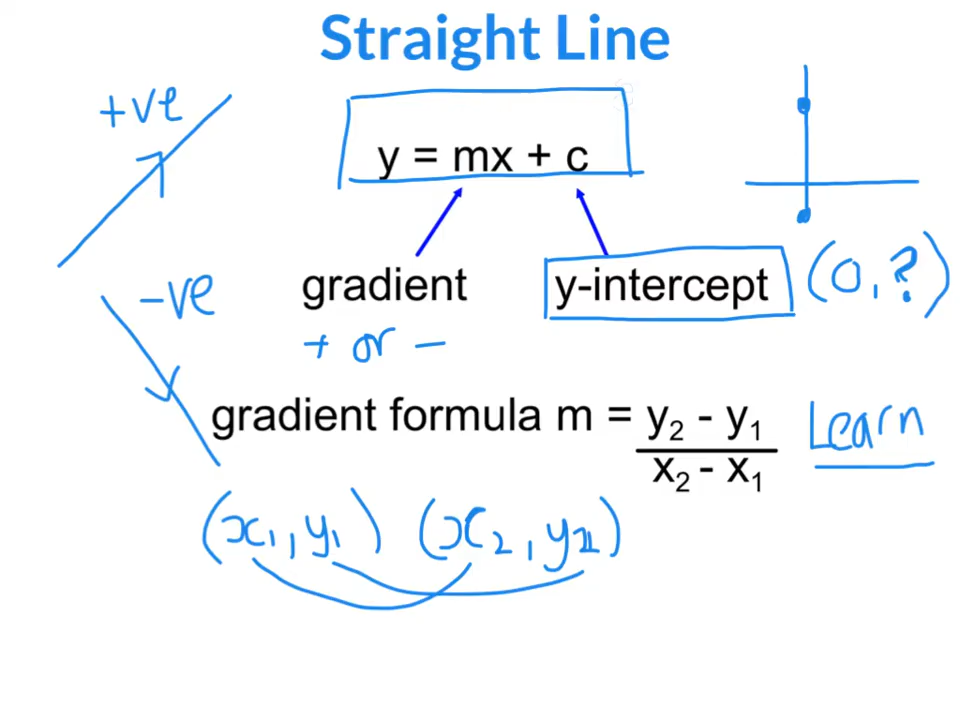 Straight Line
+ve
y = mx + c
-ve
gradient
y-intercept
(0, ?)
+ or -
gradient formula m = y₂ - y₁
x₂ - x₁
Learn
(x₁, y₁) (x₂, y₂)